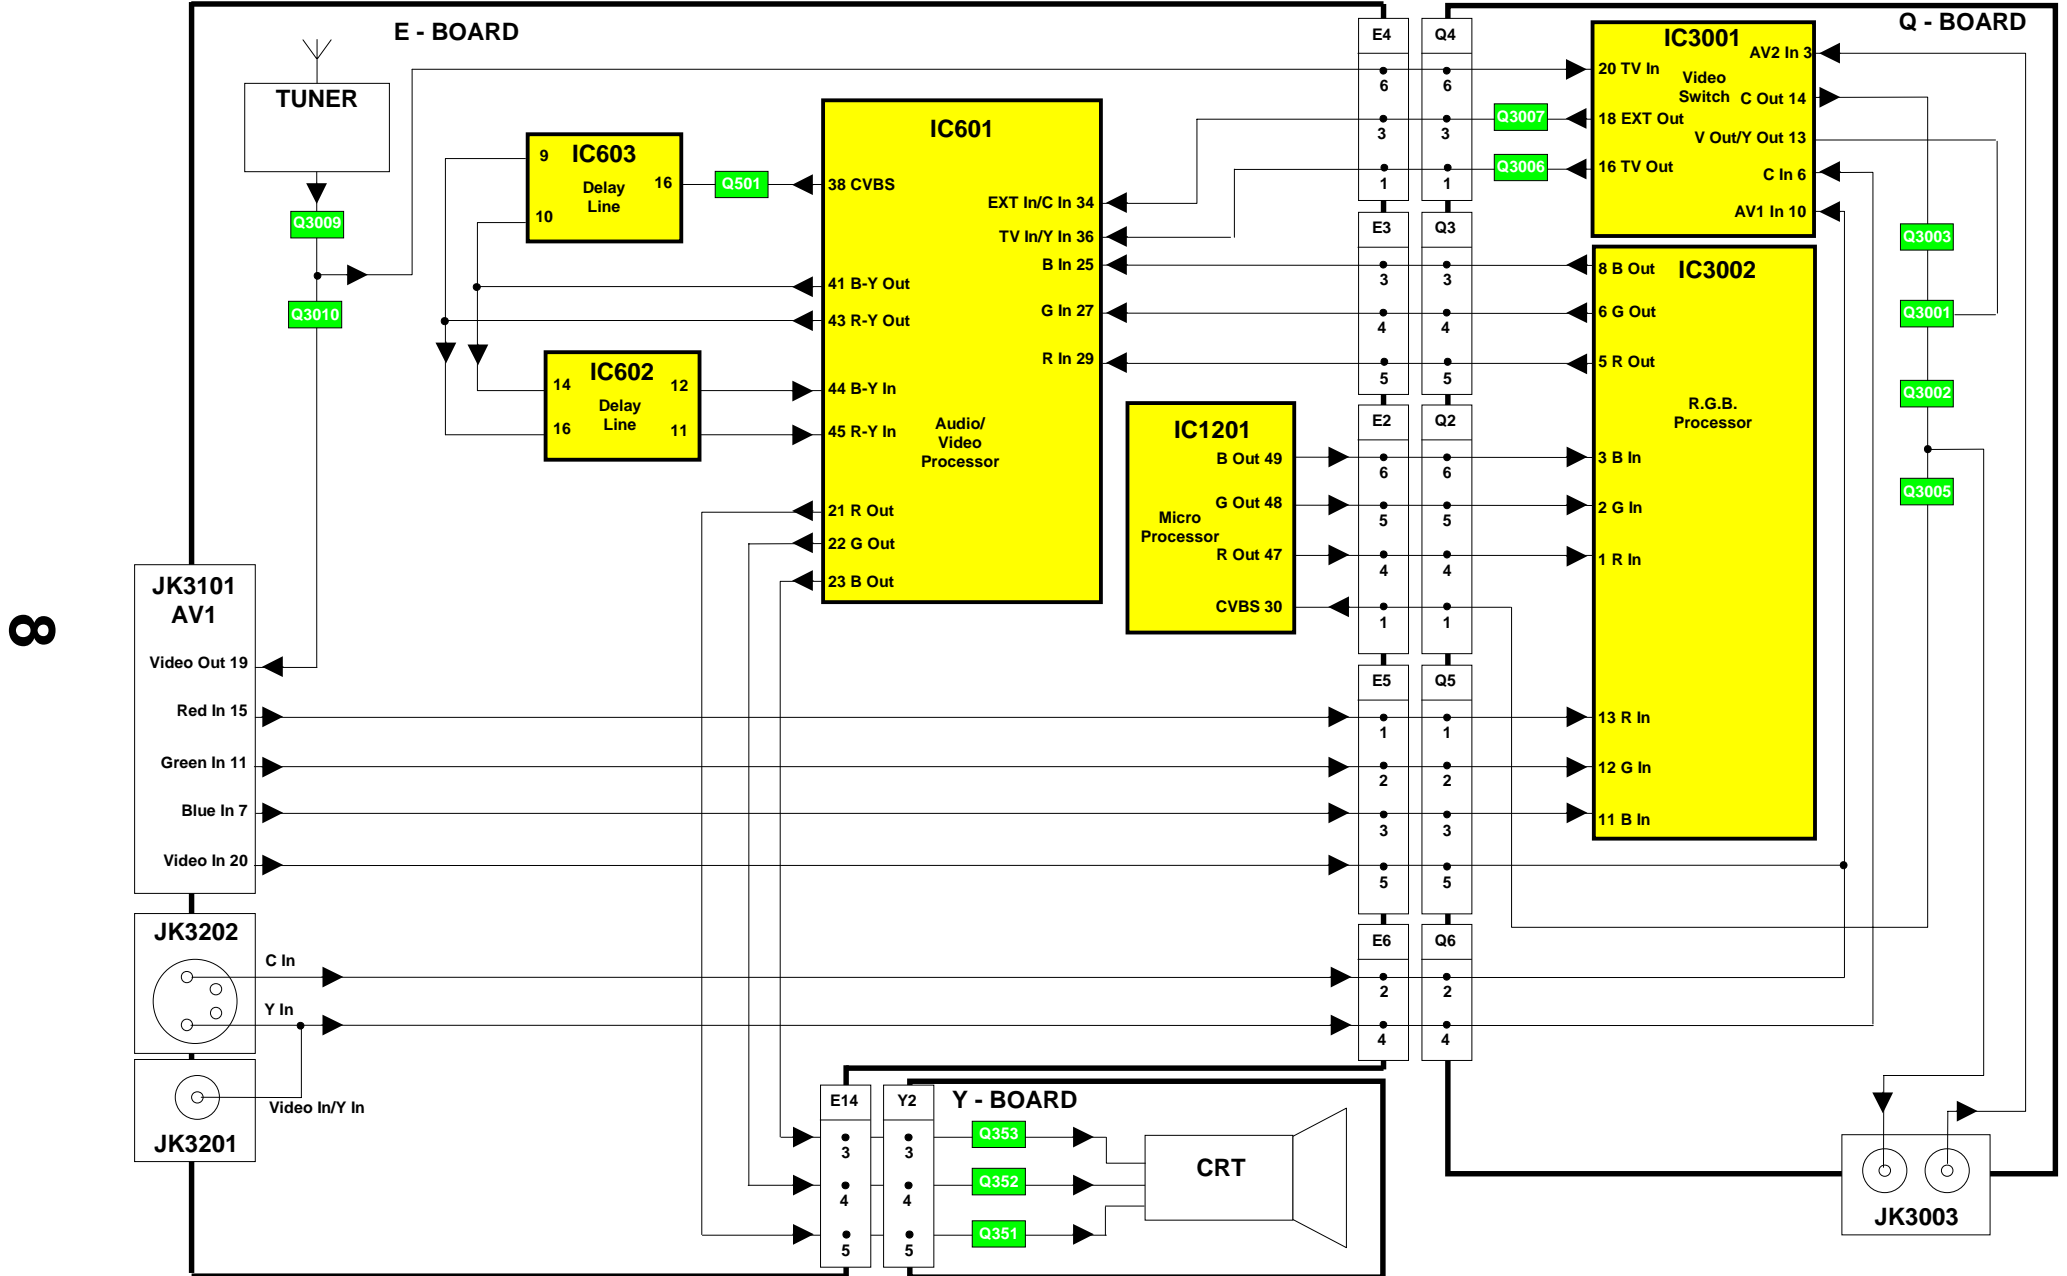 E - BOARD
Q - BOARD
8
TUNER
Q3009
Q3010
IC603
Delay
Line
9
10
16
Q501
IC602
Delay
Line
14
16
12
11
IC601
Audio/
Video
Processor
38 CVBS
41 B-Y Out
43 R-Y Out
44 B-Y In
45 R-Y In
21 R Out
22 G Out
23 B Out
EXT In/C In 34
TV In/Y In 36
B In 25
G In 27
R In 29
IC1201
Micro
Processor
B Out 49
G Out 48
R Out 47
CVBS 30
E4
6
3
1
Q4
6
3
1
E3
3
4
5
Q3
3
4
5
E2
6
5
4
1
Q2
6
5
4
1
E5
1
2
3
5
Q5
1
2
3
5
E6
2
4
Q6
2
4
Q3007
Q3006
IC3001
Video
Switch
20 TV In
18 EXT Out
16 TV Out
AV2 In 3
C Out 14
V Out/Y Out 13
C In 6
AV1 In 10
IC3002
R.G.B.
Processor
8 B Out
6 G Out
5 R Out
3 B In
2 G In
1 R In
13 R In
12 G In
11 B In
Q3003
Q3001
Q3002
Q3005
JK3101
AV1
Video Out 19
Red In 15
Green In 11
Blue In 7
Video In 20
JK3202
C In
Y In
JK3201
Video In/Y In
E14
3
4
5
Y2
3
4
5
Y - BOARD
Q353
Q352
Q351
CRT
JK3003